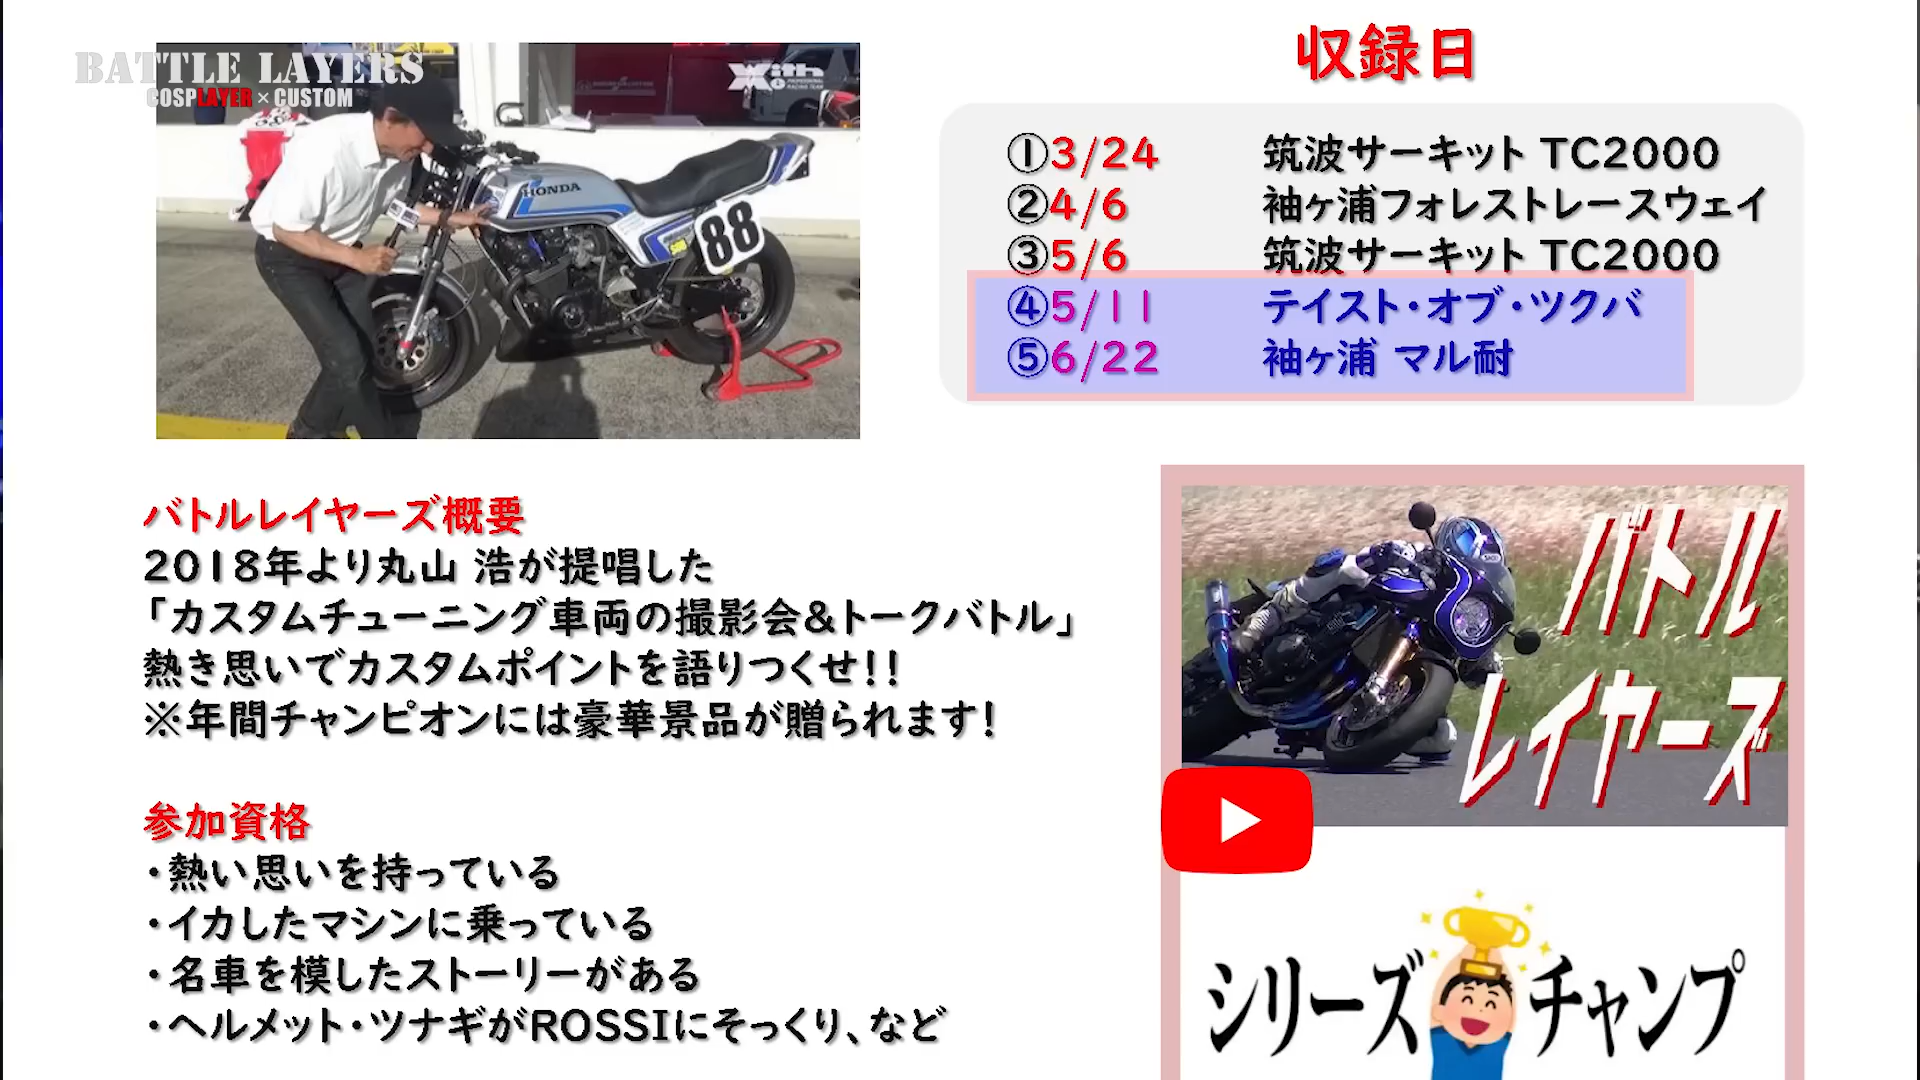 BATTLE LAYERS
COSPLAYER×CUSTOM
With
PROFESSIONAL
RACING TEAM
HONDA
88
収録日
①3/24 筑波サーキット TC2000
②4/6 袖ヶ浦フォレストレースウェイ
③5/6 筑波サーキット TC2000
④5/11 テイスト・オブ・ツクバ
⑤6/22 袖ヶ浦 マル耐
バトルレイヤーズ概要
2018年より丸山 浩が提唱した
「カスタムチューニング車両の撮影会&トークバトル」
熱き思いでカスタムポイントを語りつくせ!!
※年間チャンピオンには豪華景品が贈られます!
参加資格
・熱い思いを持っている
・イカしたマシンに乗っている
・名車を模したストーリーがある
・ヘルメット・ツナギがROSSIにそっくり、など
バトル
レイヤーズ
シリーズチャンプ